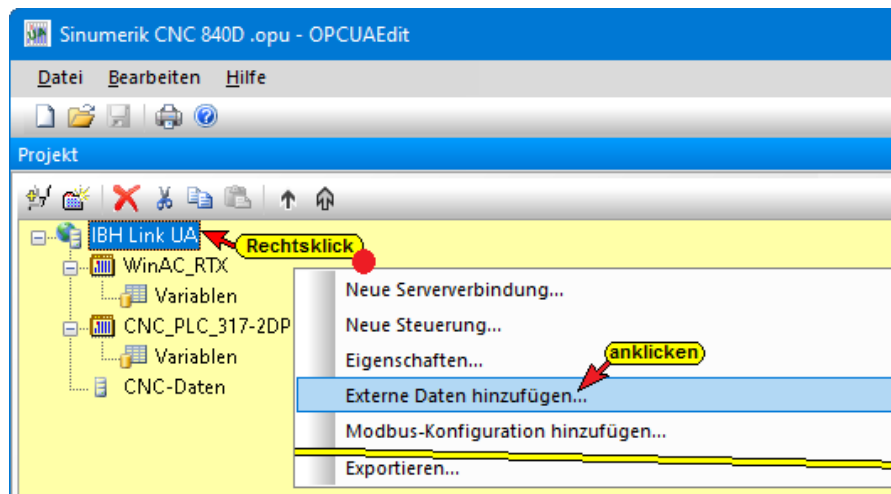 Sinumerik CNC 840D .opu - OPCUAEdit
Datei Bearbeiten Hilfe
Projekt
IBH Link UA
Rechtsklick
WinAC_RTX
Variablen
CNC_PLC_317-2DP
Variablen
CNC-Daten
Neue Serververbindung...
Neue Steuerung...
Eigenschaften...
anklicken
Externe Daten hinzufügen...
Modbus-Konfiguration hinzufügen...
Exportieren...